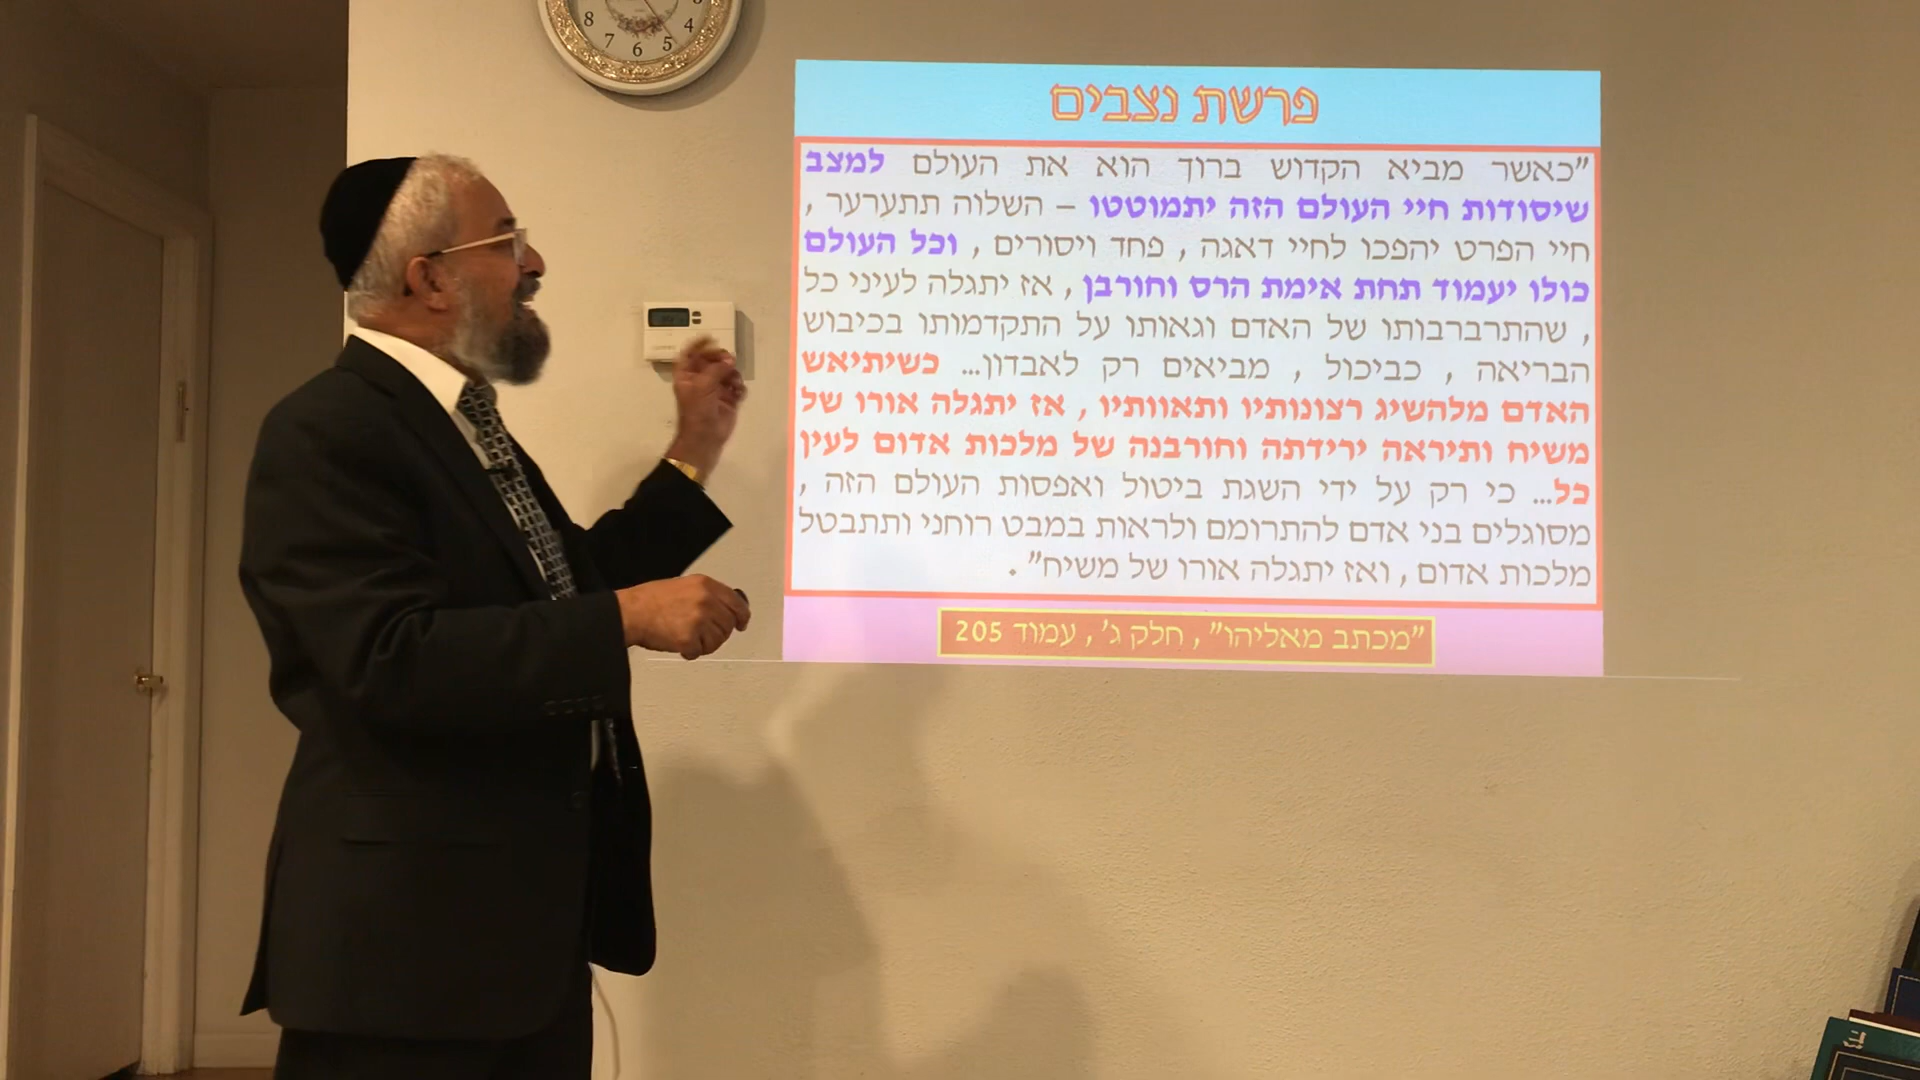 8 7 6 5 4
פרשת נצבים
"כאשר מביא הקדוש ברוך הוא את העולם למצב
שיסודות חיי העולם הזה יתמוטטו – השלוה תתערער ,
חיי הפרט יהפכו לחיי דאגה , פחד ויסורים , וכל העולם
כולו יעמוד תחת אימת הרס וחורבן , אז יתגלה לעיני כל
, שהתרברבותו של האדם וגאותו על התקדמותו בכיבוש
הבריאה , כביכול , מביאים רק לאבדון... כשיתיאש
האדם מלהשיג רצונותיו ותאוותיו , אז יתגלה אורו של
משיח ותיראה ירידתה וחורבנה של מלכות אדום לעין
כל... כי רק על ידי השגת ביטול ואפסות העולם הזה ,
מסוגלים בני אדם להתרומם ולראות במבט רוחני ותתבטל
מלכות אדום , ואז יתגלה אורו של משיח" .
"מכתב מאליהו" , חלק ג' , עמוד 205